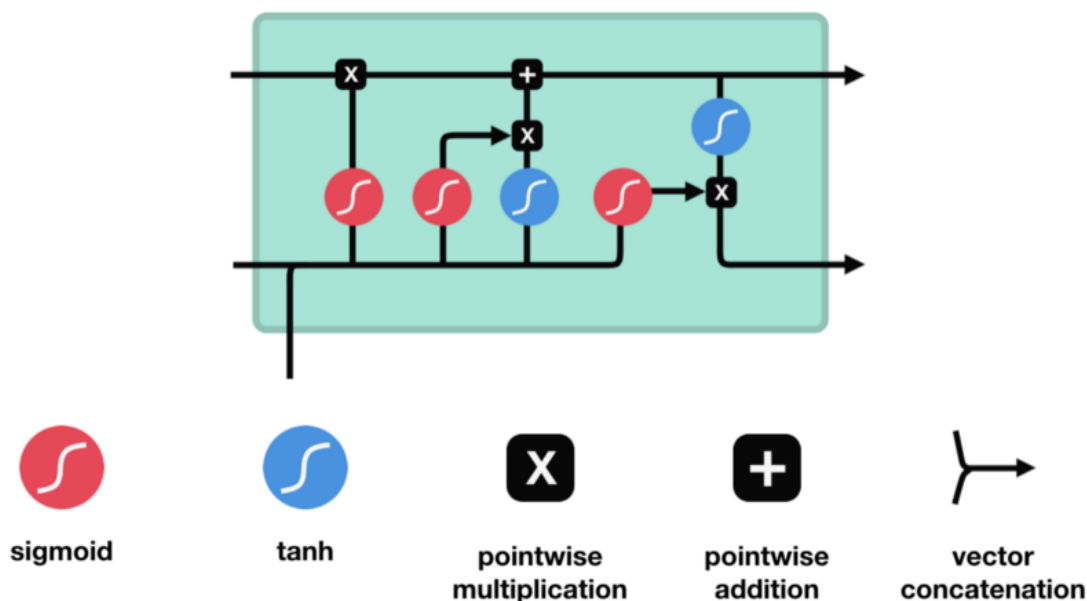 X
+
X
X
X
+
sigmoid
tanh
pointwise
multiplication
pointwise
addition
vector
concatenation